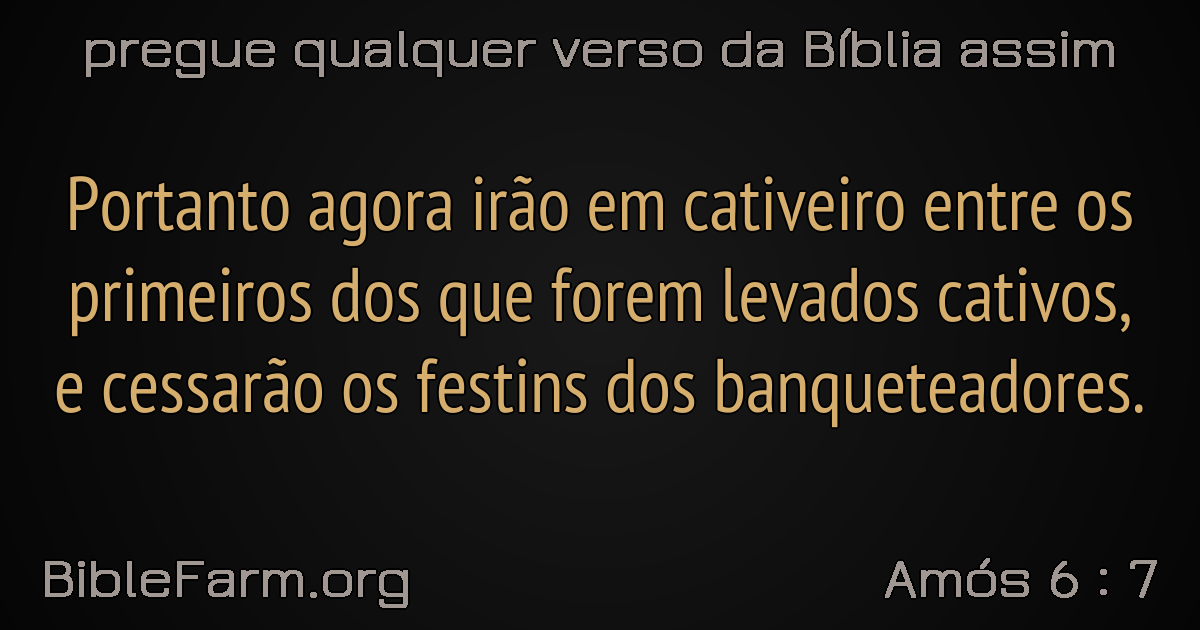 pregue qualquer verso da Bíblia assim
Portanto agora irão em cativeiro entre os
primeiros dos que forem levados cativos,
e cessarão os festins dos banqueteadores.
BibleFarm.org
Amós 6 : 7